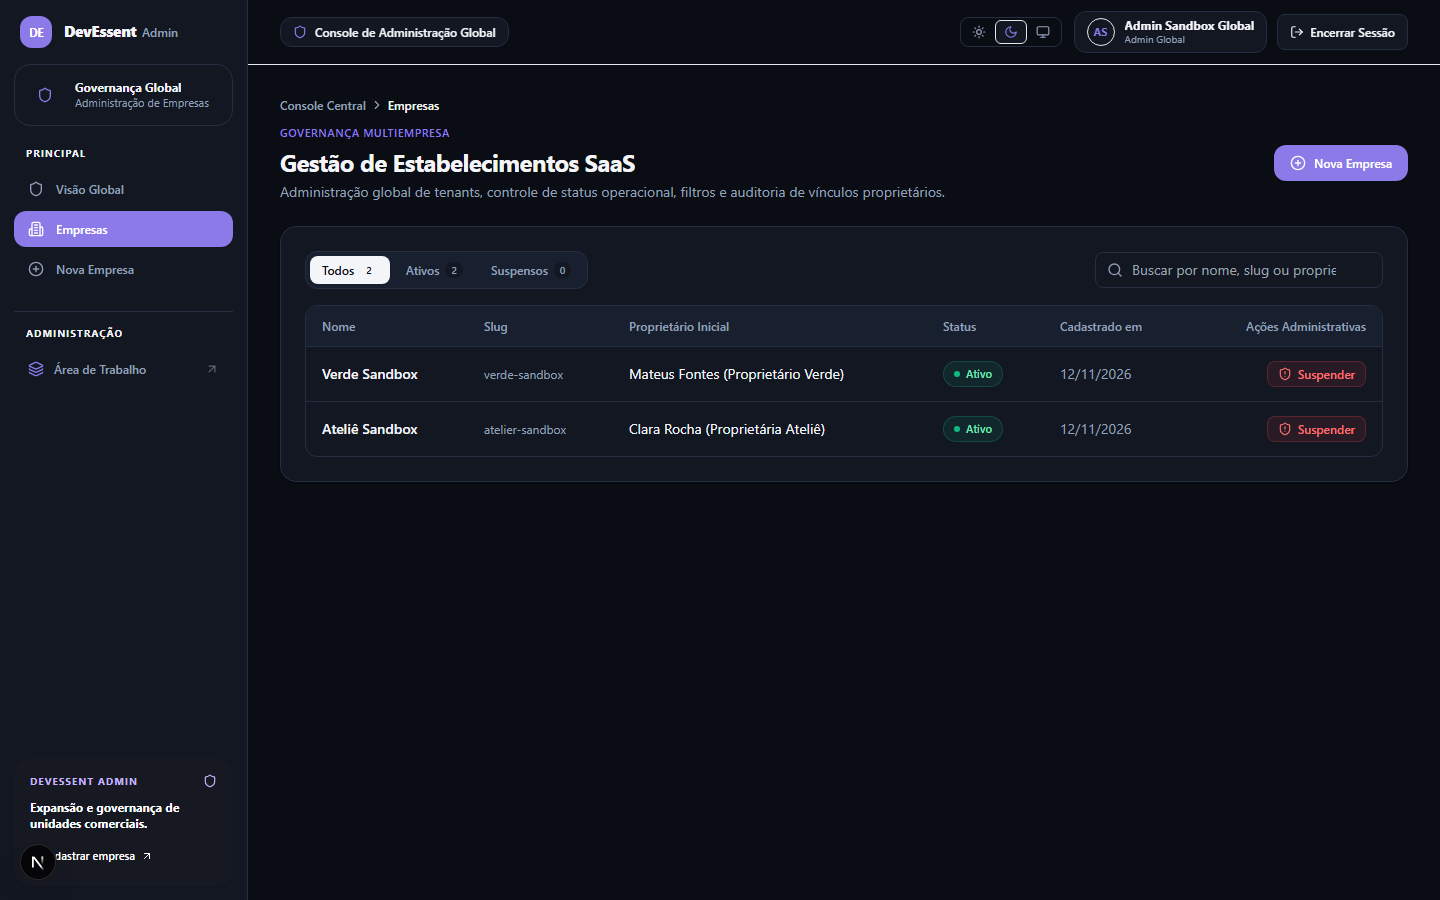 DE DevEssent Admin
Governança Global
Administração de Empresas
PRINCIPAL
Visão Global
Empresas
Nova Empresa
ADMINISTRAÇÃO
Área de Trabalho
DEVESSENT ADMIN
Expansão e governança de
unidades comerciais.
dastrar empresa
N
Console de Administração Global
AS
Admin Sandbox Global
Admin Global
Encerrar Sessão
Console Central > Empresas
GOVERNANÇA MULTIEMPRESA
Gestão de Estabelecimentos SaaS
Administração global de tenants, controle de status operacional, filtros e auditoria de vínculos proprietários.
Nova Empresa
Todos 2 Ativos 2 Suspensos 0
Buscar por nome, slug ou proprie
Nome Slug Proprietário Inicial Status Cadastrado em Ações Administrativas
Verde Sandbox verde-sandbox Mateus Fontes (Proprietário Verde) Ativo 12/11/2026 Suspender
Ateliê Sandbox atelier-sandbox Clara Rocha (Proprietária Ateliê) Ativo 12/11/2026 Suspender